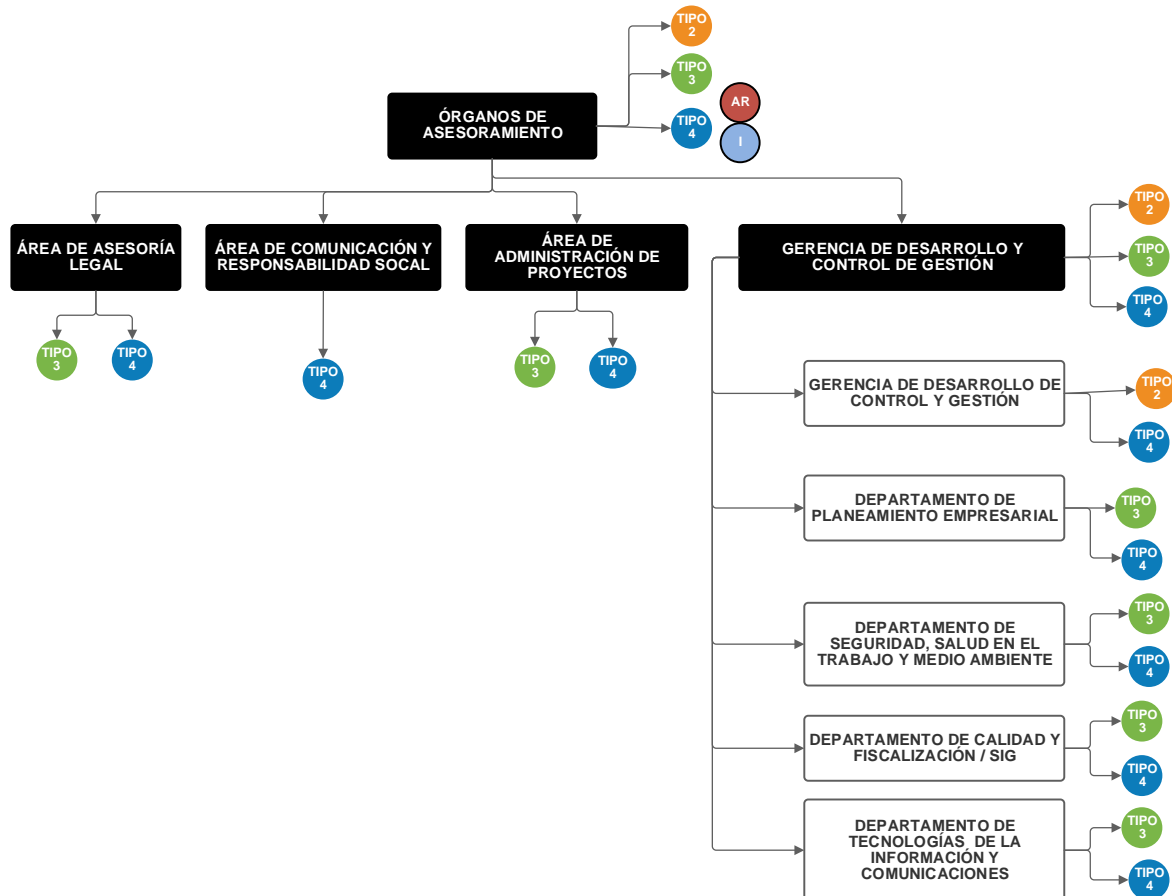 TIPO
2
TIPO
3
ÓRGANOS DE
ASESORAMIENTO
TIPO
4
AR
I
ÁREA DE ASESORÍA
LEGAL
ÁREA DE COMUNICACIÓN Y
RESPONSABILIDAD SOCAL
ÁREA DE
ADMINISTRACIÓN DE
PROYECTOS
GERENCIA DE DESARROLLO Y
CONTROL DE GESTIÓN
TIPO
2
TIPO
3
TIPO
4
TIPO
3
TIPO
4
TIPO
4
TIPO
3
TIPO
4
GERENCIA DE DESARROLLO DE
CONTROL Y GESTIÓN
TIPO
2
TIPO
4
DEPARTAMENTO DE
PLANEAMIENTO EMPRESARIAL
TIPO
3
TIPO
4
DEPARTAMENTO DE
SEGURIDAD, SALUD EN EL
TRABAJO Y MEDIO AMBIENTE
TIPO
3
TIPO
4
DEPARTAMENTO DE CALIDAD Y
FISCALIZACIÓN / SIG
TIPO
3
TIPO
4
DEPARTAMENTO DE
TECNOLOGÍAS DE LA
INFORMACIÓN Y
COMUNICACIONES
TIPO
3
TIPO
4